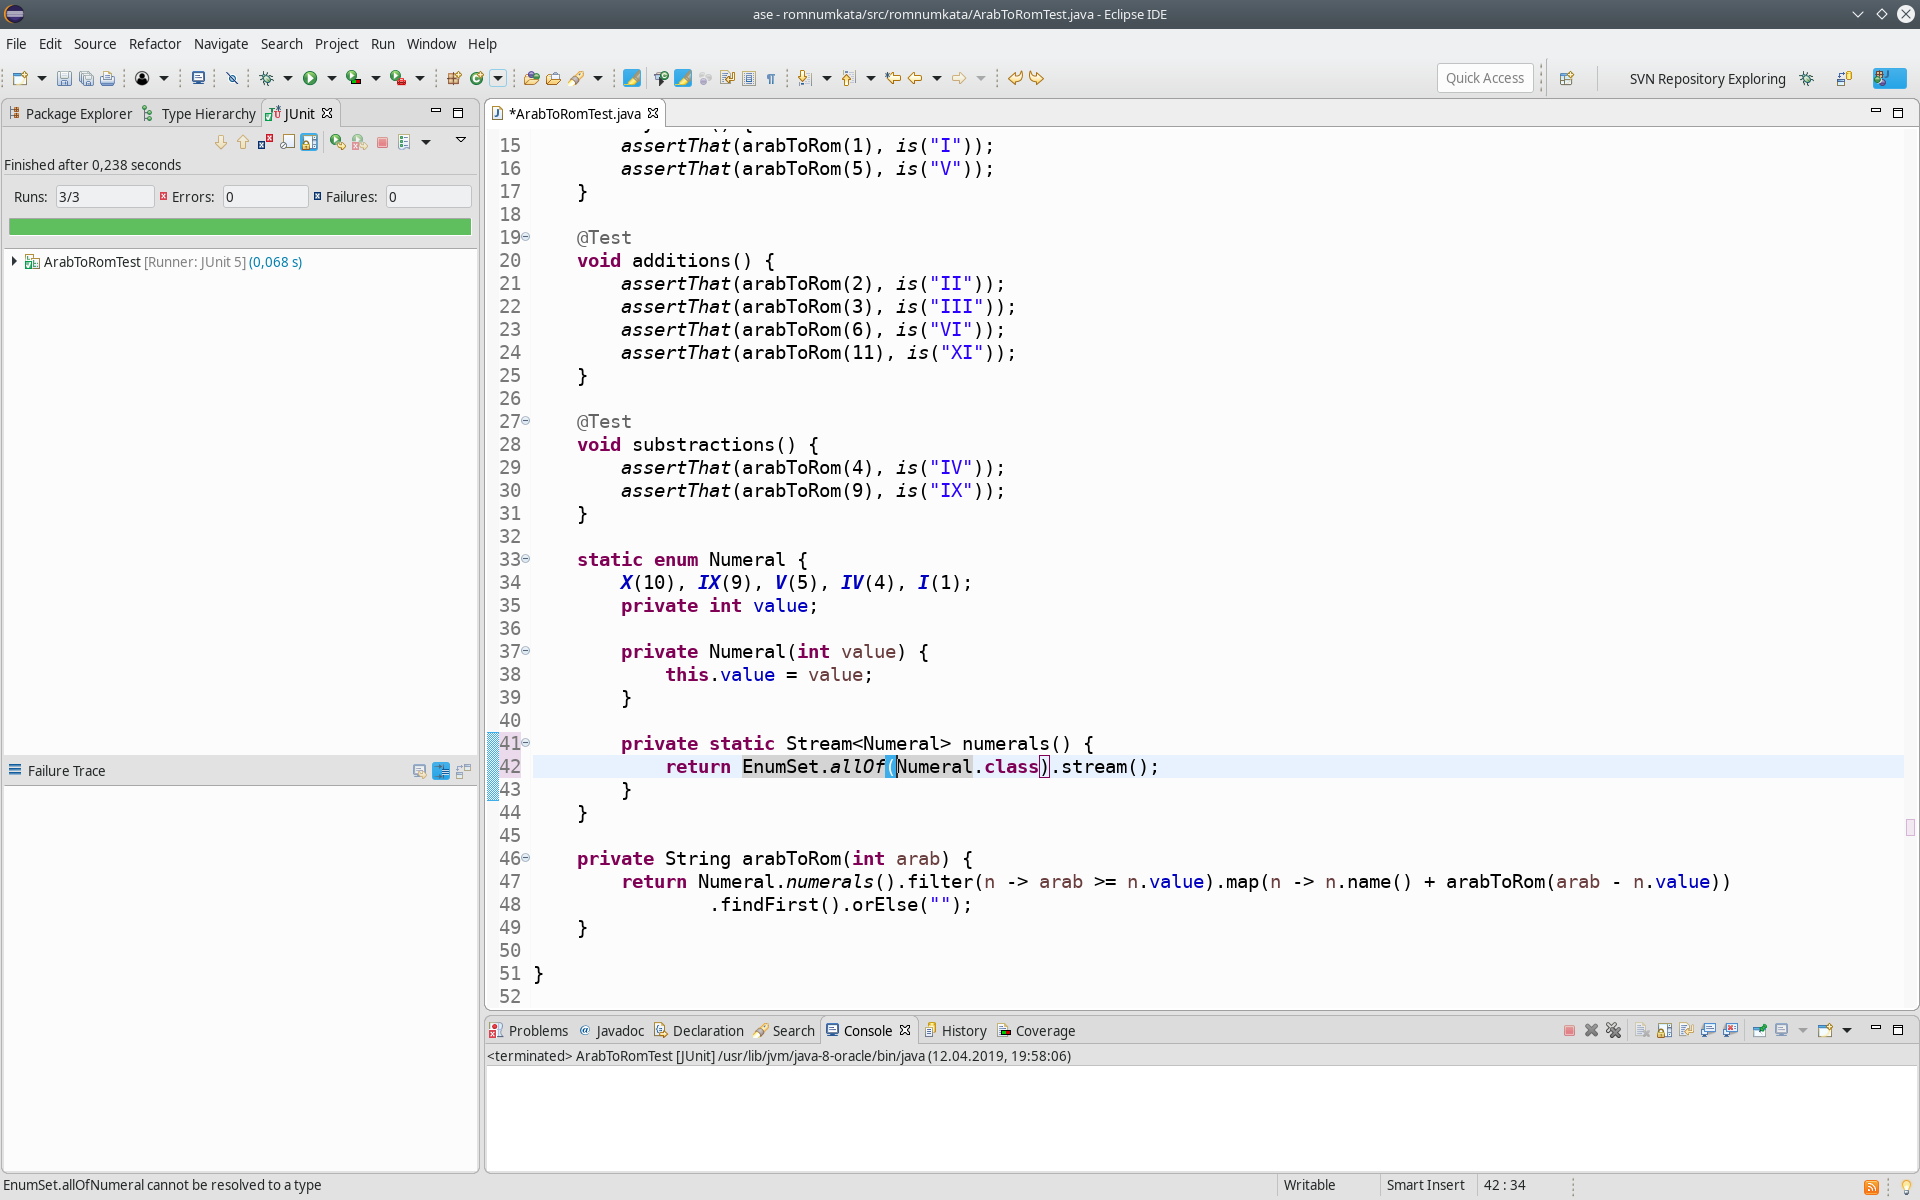 ase - romnumkata/src/romnumkata/ArabToRomTest.java - Eclipse IDE
File Edit Source Refactor Navigate Search Project Run Window Help
Quick Access
SVN Repository Exploring
Package Explorer Type Hierarchy JUnit
Finished after 0,238 seconds
Runs: 3/3 Errors: 0 Failures: 0
ArabToRomTest [Runner: JUnit 5] (0,068 s)
Failure Trace
*ArabToRomTest.java
15 assertThat(arabToRom(1), is("I"));
16 assertThat(arabToRom(5), is("V"));
17 }
18
19 @Test
20 void additions() {
21 assertThat(arabToRom(2), is("II"));
22 assertThat(arabToRom(3), is("III"));
23 assertThat(arabToRom(6), is("VI"));
24 assertThat(arabToRom(11), is("XI"));
25 }
26
27 @Test
28 void substractions() {
29 assertThat(arabToRom(4), is("IV"));
30 assertThat(arabToRom(9), is("IX"));
31 }
32
33 static enum Numeral {
34 X(10), IX(9), V(5), IV(4), I(1);
35 private int value;
36
37 private Numeral(int value) {
38 this.value = value;
39 }
40
41 private static Stream<Numeral> numerals() {
42 return EnumSet.allOf(Numeral.class).stream();
43 }
44 }
45
46 private String arabToRom(int arab) {
47 return Numeral.numerals().filter(n -> arab >= n.value).map(n -> n.name() + arabToRom(arab - n.value))
48 .findFirst().orElse("");
49 }
50
51 }
52
Problems Javadoc Declaration Search Console History Coverage
<terminated> ArabToRomTest [JUnit] /usr/lib/jvm/java-8-oracle/bin/java (12.04.2019, 19:58:06)
EnumSet.allOfNumeral cannot be resolved to a type
Writable Smart Insert 42 : 34